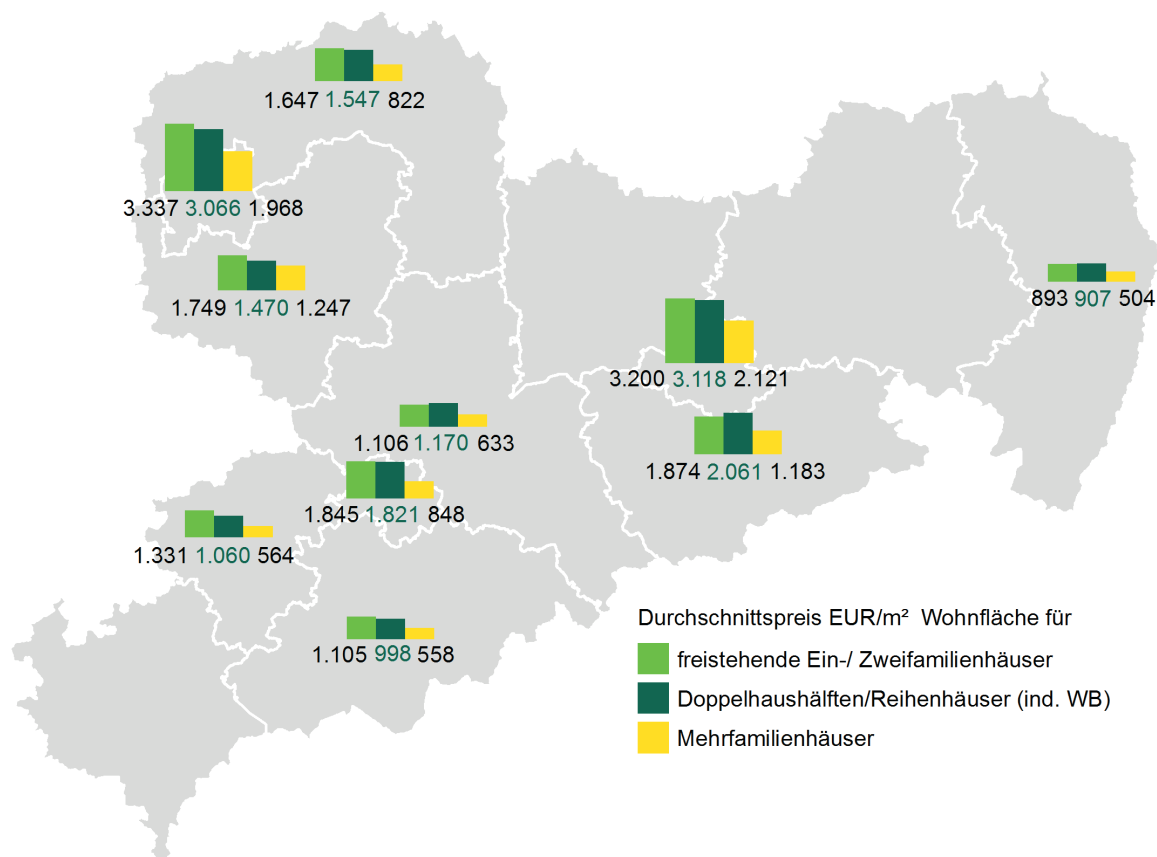 1.647 1.547 822
3.337 3.066 1.968
1.749 1.470 1.247
893 907 504
3.200 3.118 2.121
1.106 1.170 633
1.874 2.061 1.183
1.845 1.821 848
1.331 1.060 564
1.105 998 558
Durchschnittspreis EUR/m² Wohnfläche für
freistehende Ein-/ Zweifamilienhäuser
Doppelhaushälften/Reihenhäuser (ind. WB)
Mehrfamilienhäuser